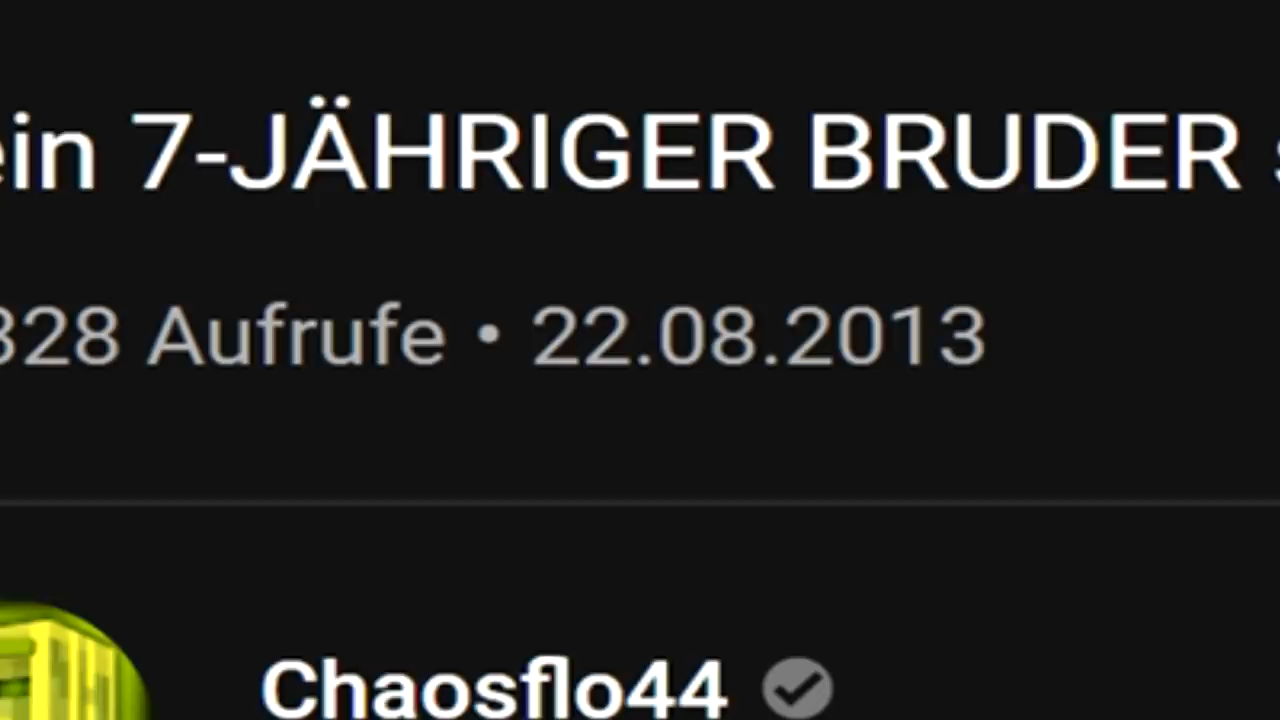 ein 7-JÄHRIGER BRUDER
328 Aufrufe • 22.08.2013
Chaosflo44